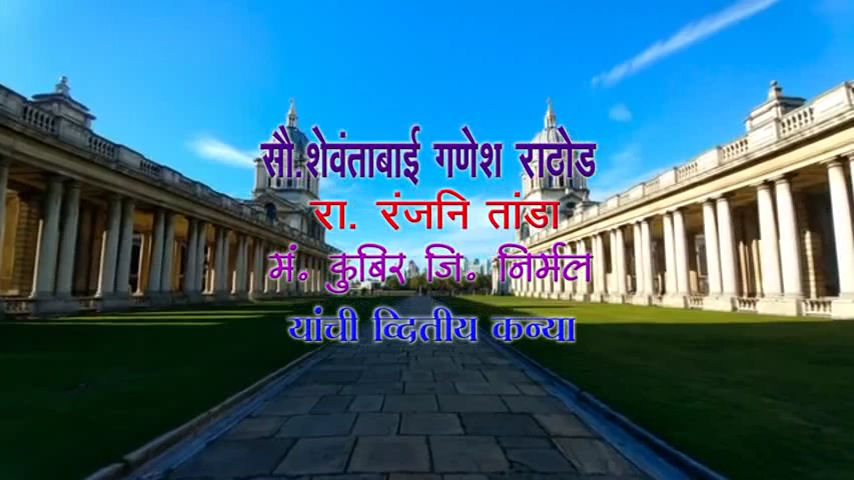 सौ.शेवंताबाई गणेश राठोड
रा. रंजनि तांडा
मं. कुबिर जि. निर्मल
यांची व्दितीय कन्या